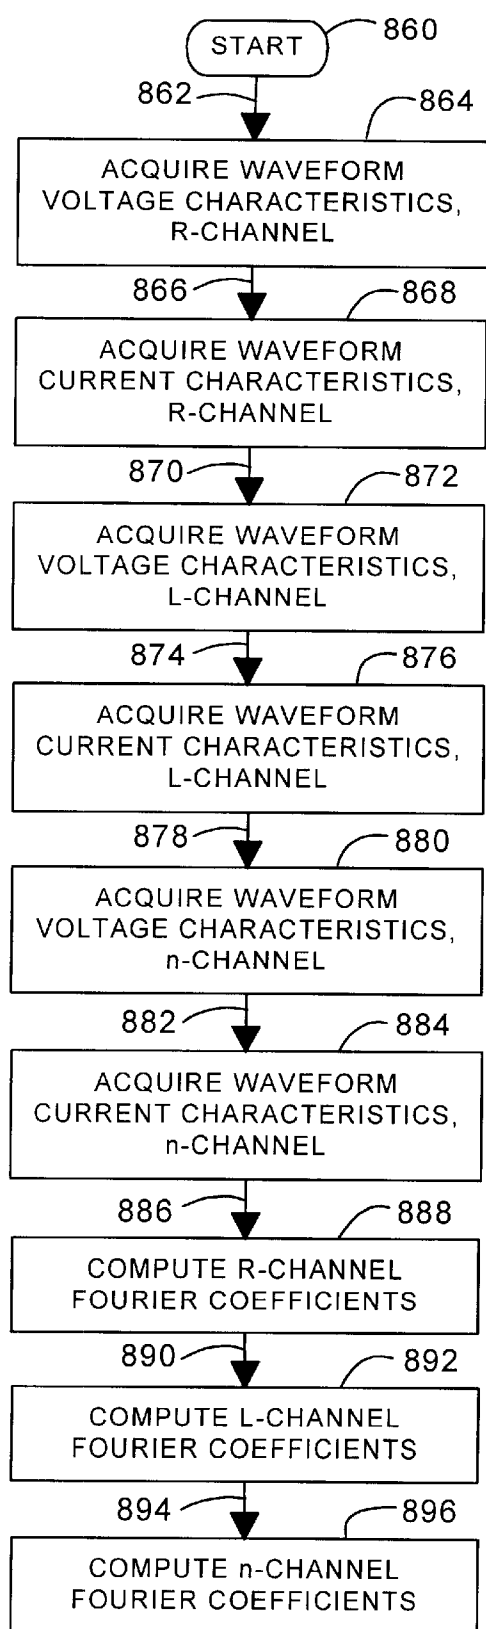 START
860
862
864
ACQUIRE WAVEFORM
VOLTAGE CHARACTERISTICS,
R-CHANNEL
866
868
ACQUIRE WAVEFORM
CURRENT CHARACTERISTICS,
R-CHANNEL
870
872
ACQUIRE WAVEFORM
VOLTAGE CHARACTERISTICS,
L-CHANNEL
874
876
ACQUIRE WAVEFORM
CURRENT CHARACTERISTICS,
L-CHANNEL
878
880
ACQUIRE WAVEFORM
VOLTAGE CHARACTERISTICS,
n-CHANNEL
882
884
ACQUIRE WAVEFORM
CURRENT CHARACTERISTICS,
n-CHANNEL
886
888
COMPUTE R-CHANNEL
FOURIER COEFFICIENTS
890
892
COMPUTE L-CHANNEL
FOURIER COEFFICIENTS
894
896
COMPUTE n-CHANNEL
FOURIER COEFFICIENTS